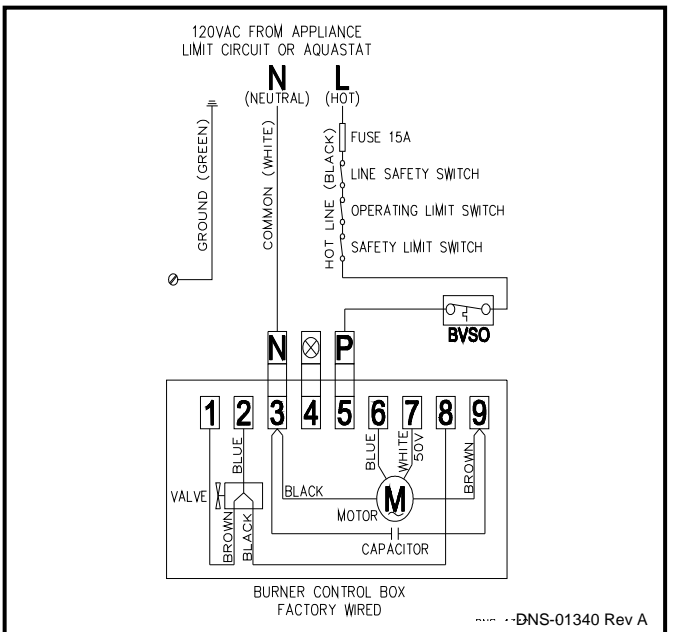 120VAC FROM APPLIANCE
LIMIT CIRCUIT OR AQUASTAT
N L
(NEUTRAL) (HOT)
GROUND (GREEN)
COMMON (WHITE)
HOT LINE (BLACK)
FUSE 15A
LINE SAFETY SWITCH
OPERATING LIMIT SWITCH
SAFETY LIMIT SWITCH
BVSO
N P
1 2 3 4 5 6 7 8 9
BLUE
BLUE
WHITE
50V
BROWN
VALVE
BLACK
M
MOTOR
BROWN
BLACK
CAPACITOR
BURNER CONTROL BOX
FACTORY WIRED
DNS-01340 Rev A